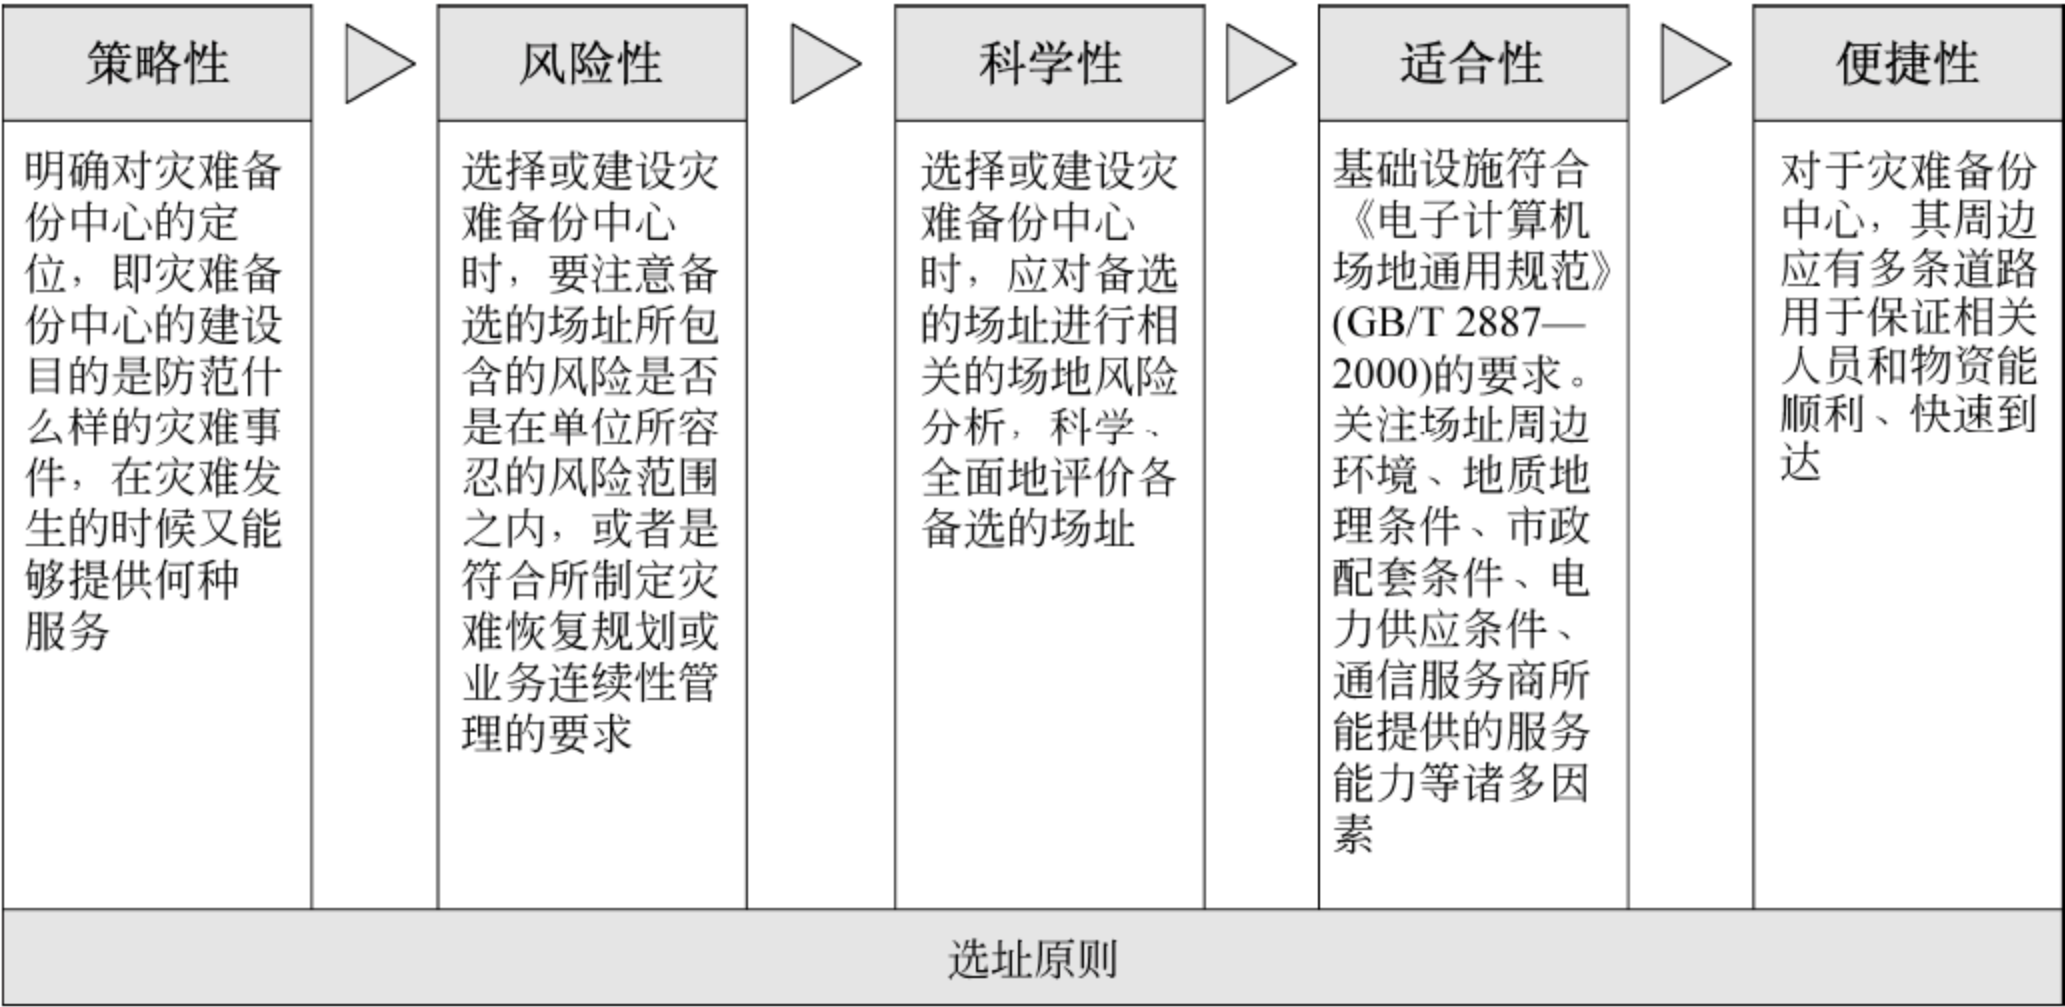 策略性
明确对灾难备
份中心的定
位，即灾难备
份中心的建设
目的是防范什
么样的灾难事
件，在灾难发
生的时候又能
够提供何种
服务
风险性
选择或建设灾
难备份中心
时，要注意备
选的场址所包
含的风险是否
是在单位所容
忍的风险范围
之内，或者是
符合所制定灾
难恢复规划或
业务连续性管
理的要求
科学性
选择或建设灾
难备份中心
时，应对备选
的场址进行相
关的场地风险
分析，科学、
全面地评价各
备选的场址
适合性
基础设施符合
《电子计算机
场地通用规范》
(GB/T 2887—
2000)的要求。
关注场址周边
环境、地质地
理条件、市政
配套条件、电
力供应条件、
通信服务商所
能提供的服务
能力等诸多因
素
便捷性
对于灾难备份
中心，其周边
应有多条道路
用于保证相关
人员和物资能
顺利、快速到
达
选址原则